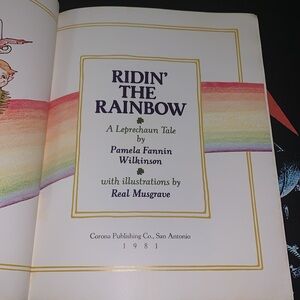 RIDIN'
THE
RAINBOW
A Leprechaun Tale
by
Pamela Fannin
Wilkinson
with illustrations by
Real Musgrave
Corona Publishing Co., San Antonio
1981